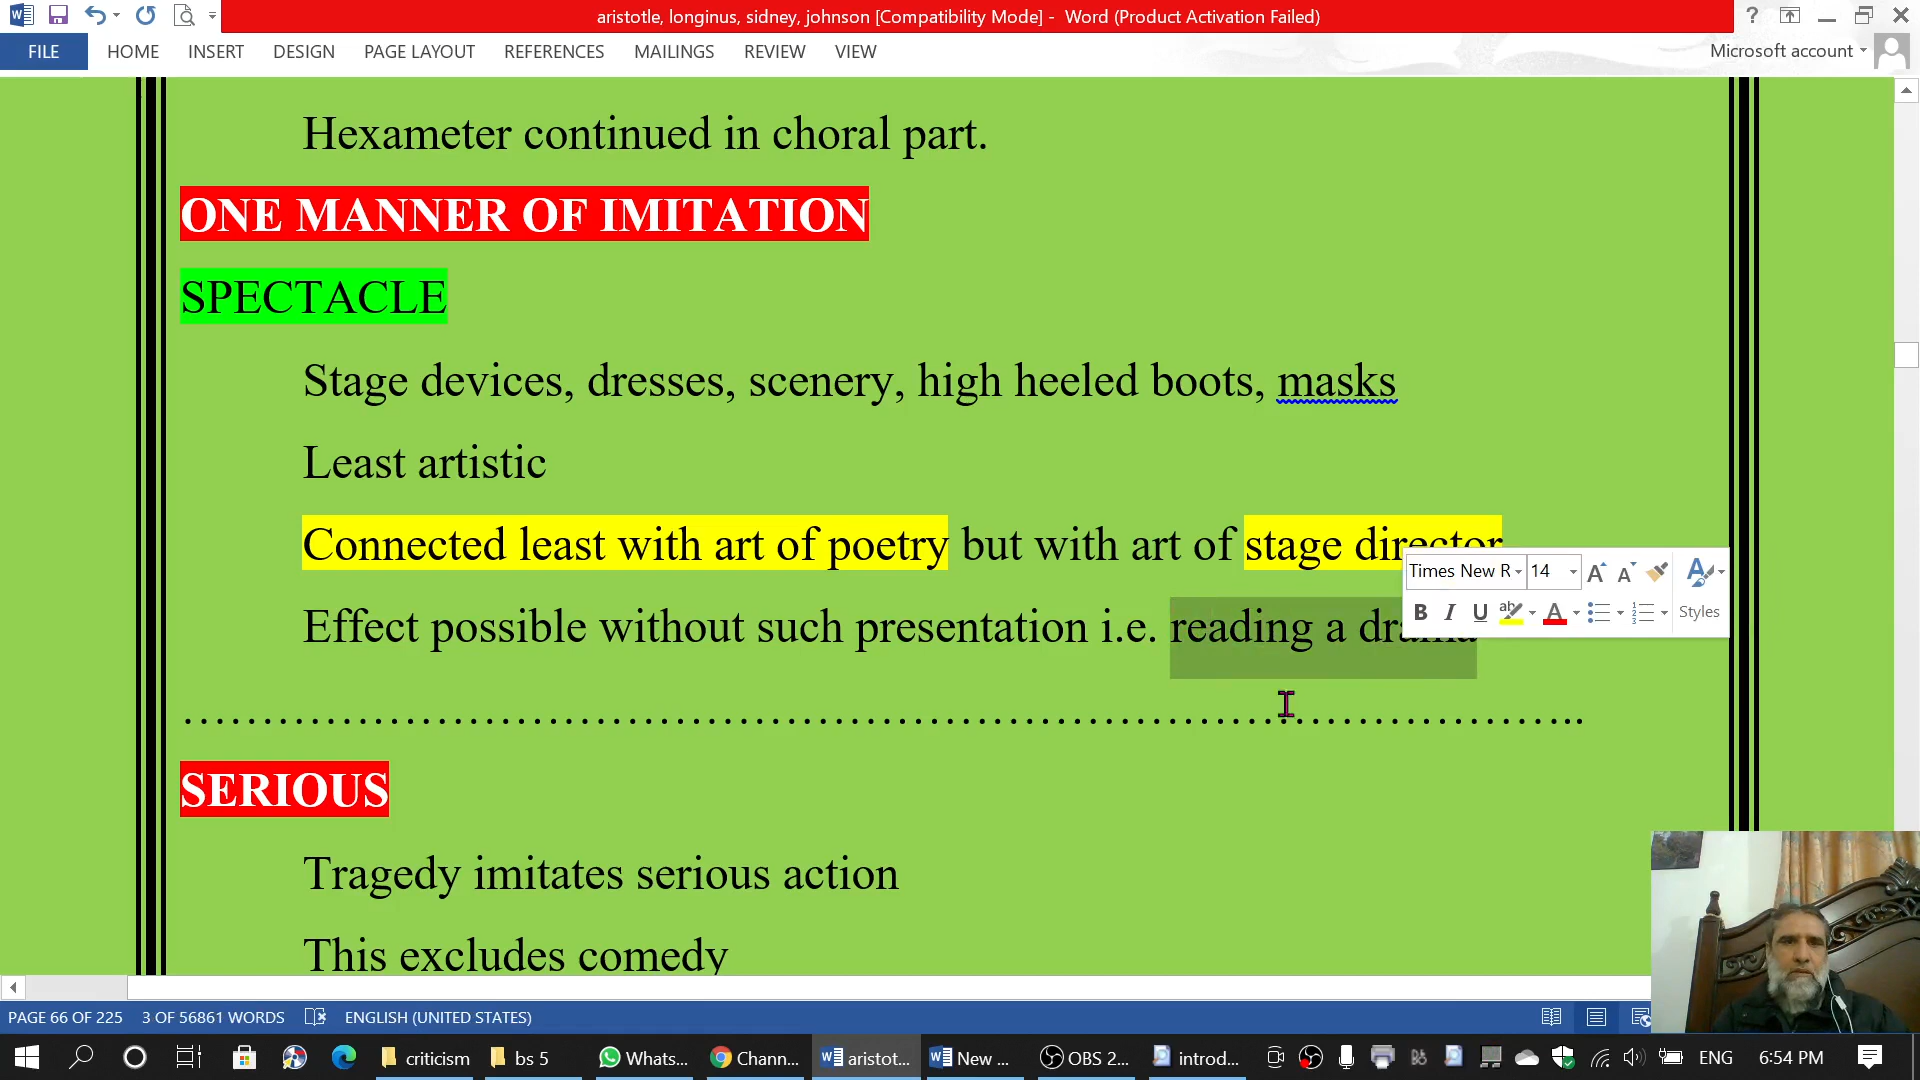 aristotle, longinus, sidney, johnson [Compatibility Mode] - Word (Product Activation Failed)
?
FILE HOME INSERT DESIGN PAGE LAYOUT REFERENCES MAILINGS REVIEW VIEW Microsoft account
Hexameter continued in choral part.
ONE MANNER OF IMITATION
SPECTACLE
Stage devices, dresses, scenery, high heeled boots, masks
Least artistic
Connected least with art of poetry but with art of stage director
Times New R 14
B I U ab A Styles
Effect possible without such presentation i.e. reading a drama
SERIOUS
Tragedy imitates serious action
This excludes comedy
PAGE 66 OF 225 3 OF 56861 WORDS ENGLISH (UNITED STATES)
criticism bs 5 Whats... Chann... aristot... New ... OBS 2... introd... ENG 6:54 PM